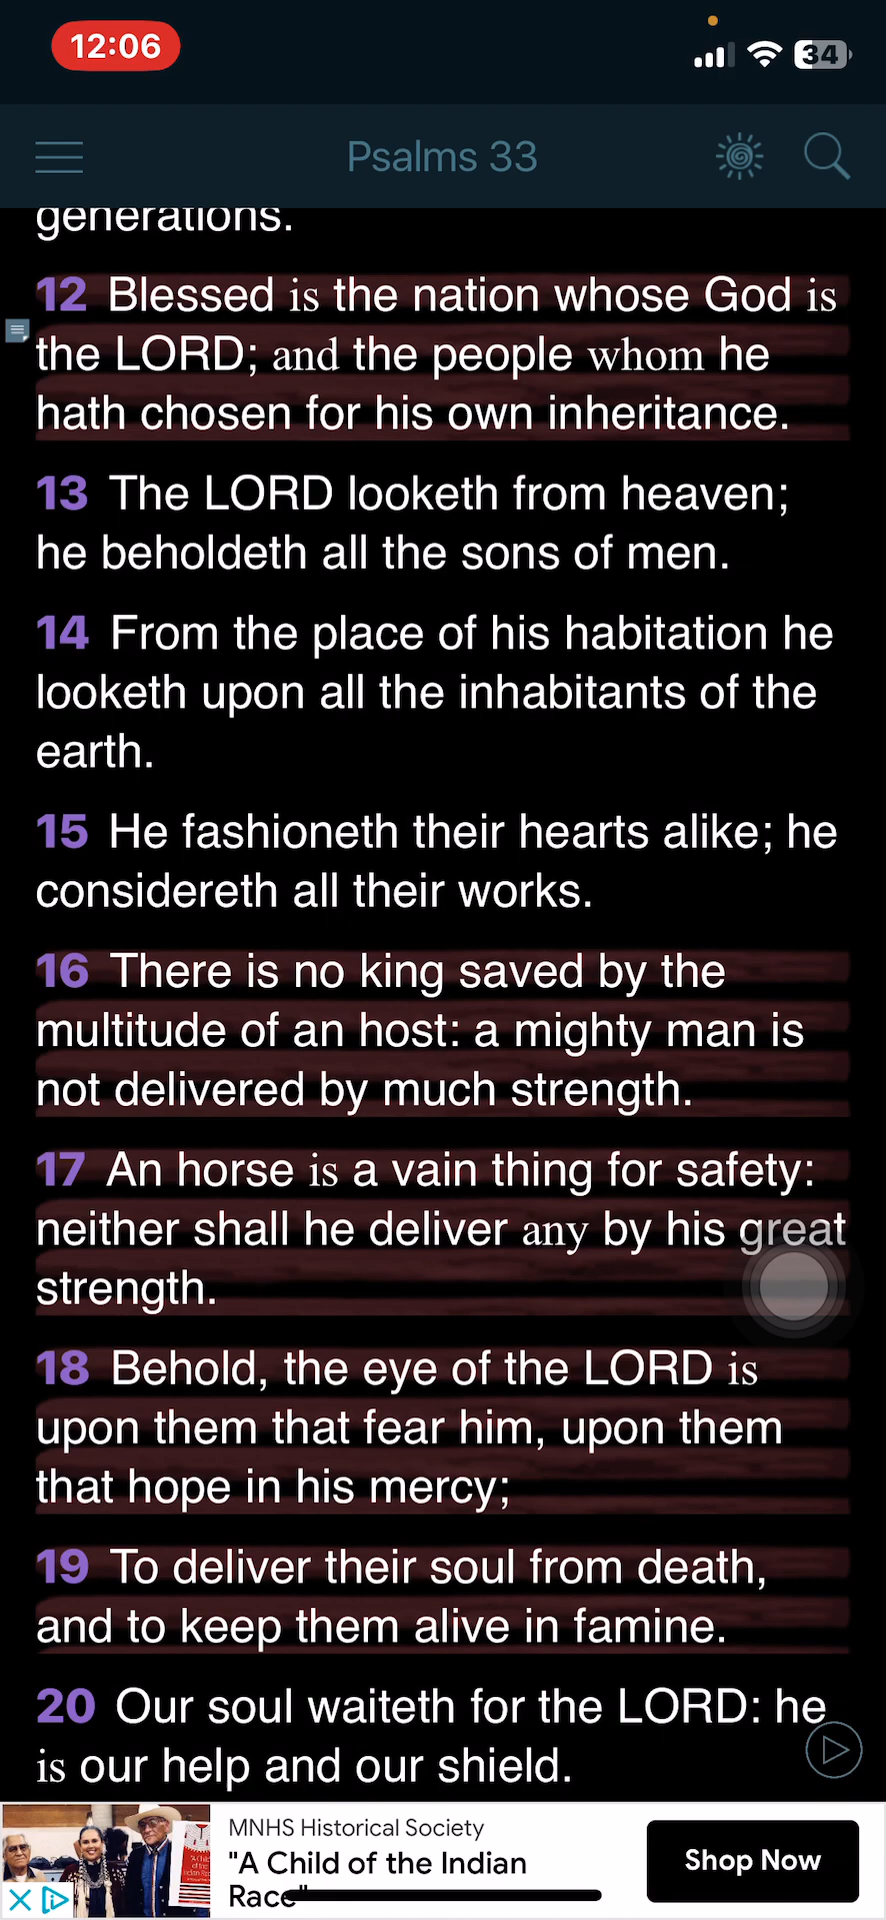 12:06
34
Psalms 33
generations.
12 Blessed is the nation whose God is
the LORD; and the people whom he
hath chosen for his own inheritance.
13 The LORD looketh from heaven;
he beholdeth all the sons of men.
14 From the place of his habitation he
looketh upon all the inhabitants of the
earth.
15 He fashioneth their hearts alike; he
considereth all their works.
16 There is no king saved by the
multitude of an host: a mighty man is
not delivered by much strength.
17 An horse is a vain thing for safety:
neither shall he deliver any by his great
strength.
18 Behold, the eye of the LORD is
upon them that fear him, upon them
that hope in his mercy;
19 To deliver their soul from death,
and to keep them alive in famine.
20 Our soul waiteth for the LORD: he
is our help and our shield.
MNHS Historical Society
"A Child of the Indian
Race"
Shop Now